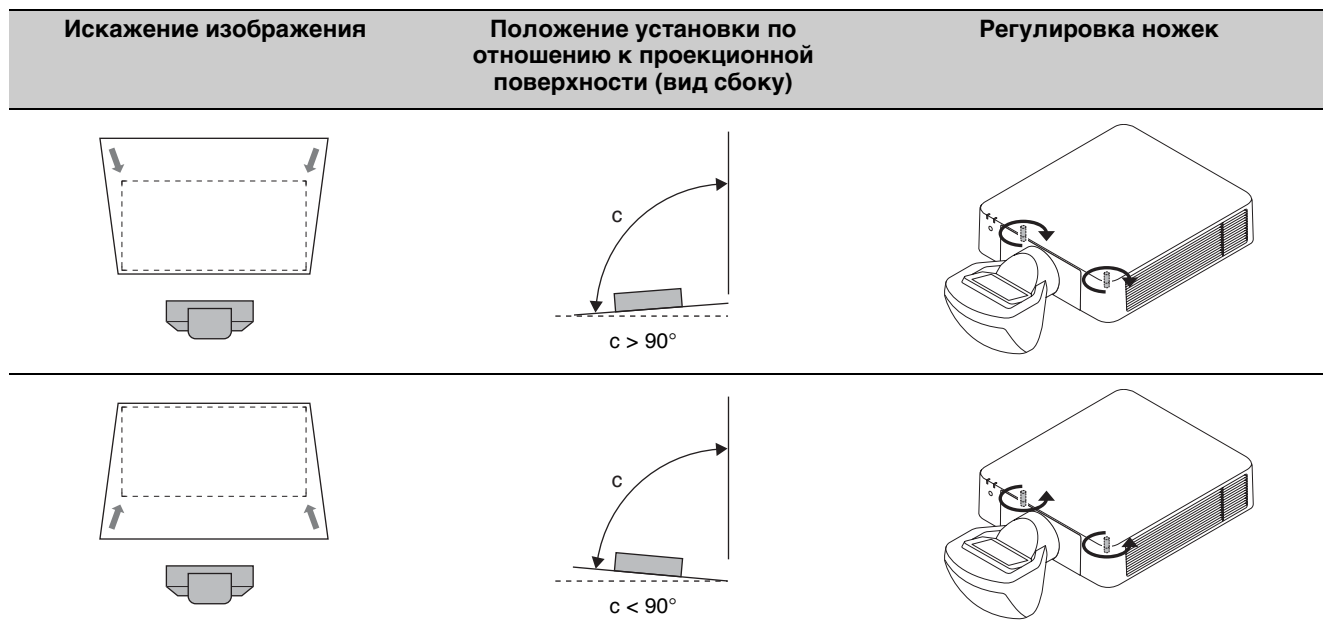 Искажение изображения
Положение установки по
отношению к проекционной
поверхности (вид сбоку)
Регулировка ножек
c
c > 90°
c
c < 90°